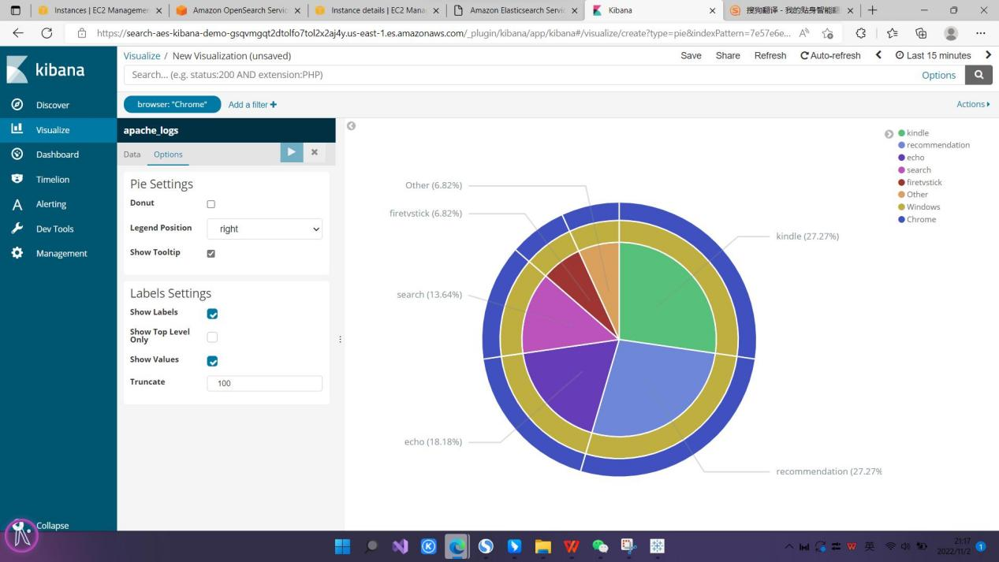 Instances | EC2 Managemen
Amazon OpenSearch Servic
Instance details | EC2 Mana
Amazon Elasticsearch Servic
Kibana
搜狗翻译 - 我的贴身智能翻
https://search-aes-kibana-demo-gsqvmgqt2dtolfo7tol2x2aj4y.us-east-1.es.amazonaws.com/_plugin/kibana/app/kibana#/visualize/create?type=pie&indexPattern=7e57e6e...
kibana
Discover
Visualize
Dashboard
Timelion
Alerting
Dev Tools
Management
Collapse
Visualize / New Visualization (unsaved)
Save Share Refresh Auto-refresh Last 15 minutes
Search... (e.g. status:200 AND extension:PHP)
Options
browser: "Chrome" Add a filter +
Actions
apache_logs
Data Options
Pie Settings
Donut
Legend Position right
Show Tooltip
Labels Settings
Show Labels
Show Top Level
Only
Show Values
Truncate 100
Other (6.82%)
firetvstick (6.82%)
search (13.64%)
echo (18.18%)
kindle (27.27%)
recommendation (27.27%
kindle
recommendation
echo
search
firetvstick
Other
Windows
Chrome
英
21:17
2022/11/2
1